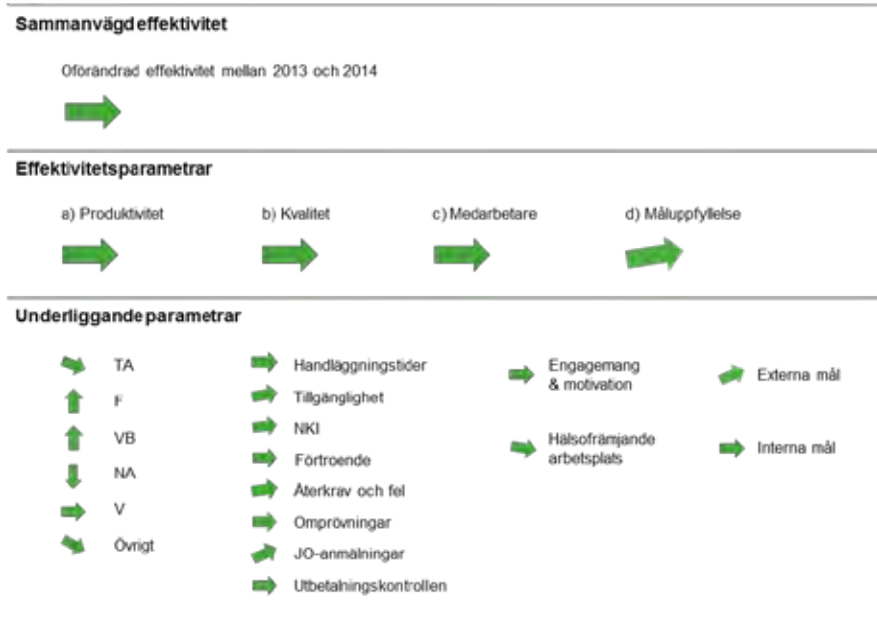 Sammanvägd effektivitet
Oförändrad effektivitet mellan 2013 och 2014
Effektivitetsparametrar
a) Produktivitet
b) Kvalitet
c) Medarbetare
d) Måluppfyllelse
Underliggande parametrar
TA
F
VB
NA
V
Övrigt
Handläggningstider
Tillgänglighet
NKI
Förtroende
Återkrav och fel
Omprövningar
JO-anmälningar
Utbetalningskontrollen
Engagemang
& motivation
Hälsofrämjande
arbetsplats
Externa mål
Interna mål